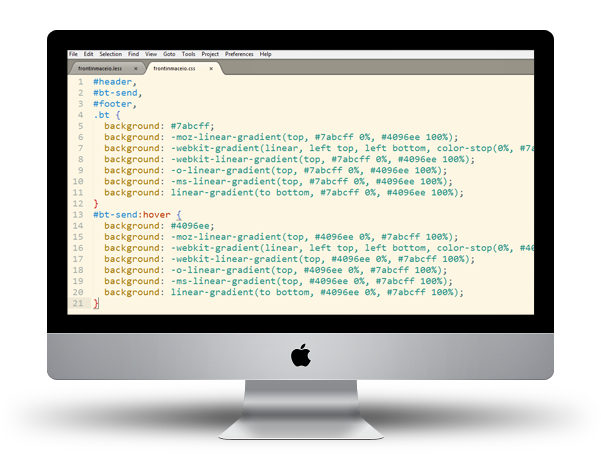 File Edit Selection Find View Goto Tools Project Preferences Help
frontinmaceio.less × frontinmaceio.css ×
1 #header,
2 #bt-send,
3 #footer,
4 .bt {
5 background: #7abcff;
6 background: -moz-linear-gradient(top, #7abcff 0%, #4096ee 100%);
7 background: -webkit-gradient(linear, left top, left bottom, color-stop(0%, #7a
8 background: -webkit-linear-gradient(top, #7abcff 0%, #4096ee 100%);
9 background: -o-linear-gradient(top, #7abcff 0%, #4096ee 100%);
10 background: -ms-linear-gradient(top, #7abcff 0%, #4096ee 100%);
11 background: linear-gradient(to bottom, #7abcff 0%, #4096ee 100%);
12 }
13 #bt-send:hover {
14 background: #4096ee;
15 background: -moz-linear-gradient(top, #4096ee 0%, #7abcff 100%);
16 background: -webkit-gradient(linear, left top, left bottom, color-stop(0%, #40
17 background: -webkit-linear-gradient(top, #4096ee 0%, #7abcff 100%);
18 background: -o-linear-gradient(top, #4096ee 0%, #7abcff 100%);
19 background: -ms-linear-gradient(top, #4096ee 0%, #7abcff 100%);
20 background: linear-gradient(to bottom, #4096ee 0%, #7abcff 100%);
21 }